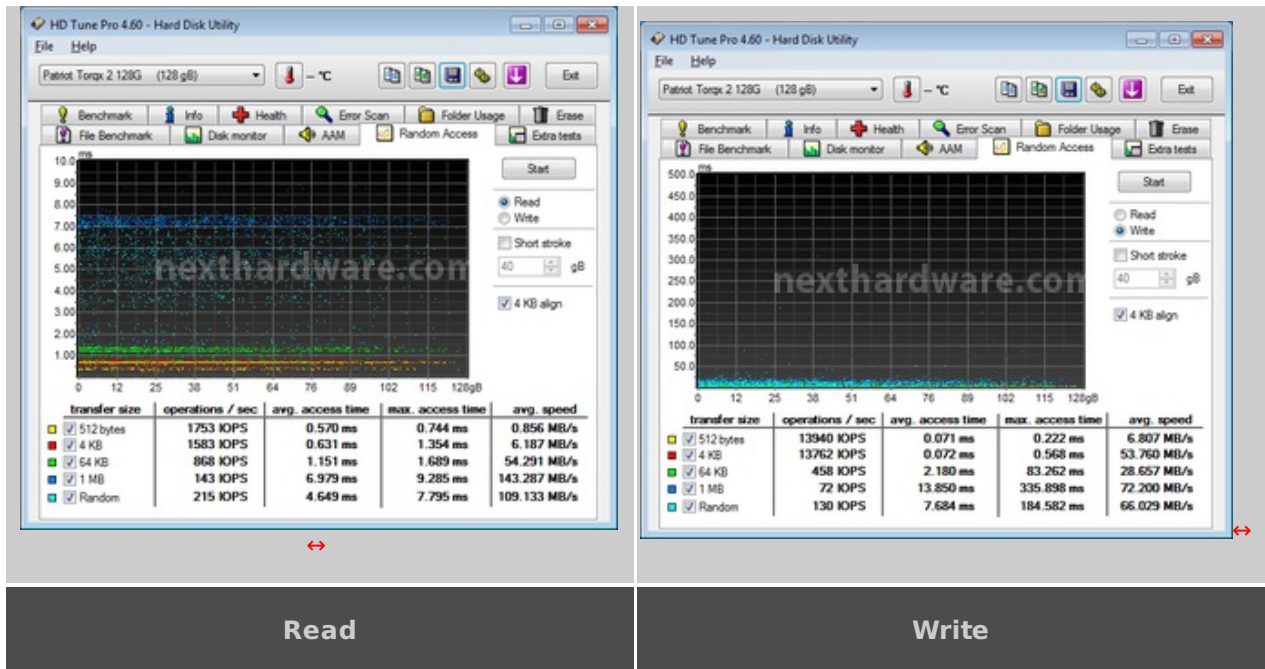 HD Tune Pro 4.60 - Hard Disk Utility
File Help
Patriot Torqx 2 128G (128 gB)
– °C
Exit
Benchmark Info Health Error Scan Folder Usage Erase
File Benchmark Disk monitor AAM Random Access Extra tests
ms
10.0
9.00
8.00
7.00
6.00
5.00
4.00
3.00
2.00
1.00
nexthardware.com
0 12 25 38 51 64 76 89 102 115 128gB
Start
Read
Write
Short stroke
40 gB
4 KB align
transfer size operations / sec avg. access time max. access time avg. speed
512 bytes 1753 IOPS 0.570 ms 0.744 ms 0.856 MB/s
4 KB 1583 IOPS 0.631 ms 1.354 ms 6.187 MB/s
64 KB 868 IOPS 1.151 ms 1.689 ms 54.291 MB/s
1 MB 143 IOPS 6.979 ms 9.285 ms 143.287 MB/s
Random 215 IOPS 4.649 ms 7.795 ms 109.133 MB/s
Read
HD Tune Pro 4.60 - Hard Disk Utility
File Help
Patriot Torqx 2 128G (128 gB)
– °C
Exit
Benchmark Info Health Error Scan Folder Usage Erase
File Benchmark Disk monitor AAM Random Access Extra tests
ms
500.0
450.0
400.0
350.0
300.0
250.0
200.0
150.0
100.0
50.0
nexthardware.com
0 12 25 38 51 64 76 89 102 115 128gB
Start
Read
Write
Short stroke
40 gB
4 KB align
transfer size operations / sec avg. access time max. access time avg. speed
512 bytes 13940 IOPS 0.071 ms 0.222 ms 6.807 MB/s
4 KB 13762 IOPS 0.072 ms 0.568 ms 53.760 MB/s
64 KB 458 IOPS 2.180 ms 83.262 ms 28.657 MB/s
1 MB 72 IOPS 13.850 ms 335.898 ms 72.200 MB/s
Random 130 IOPS 7.684 ms 184.582 ms 66.029 MB/s
Write